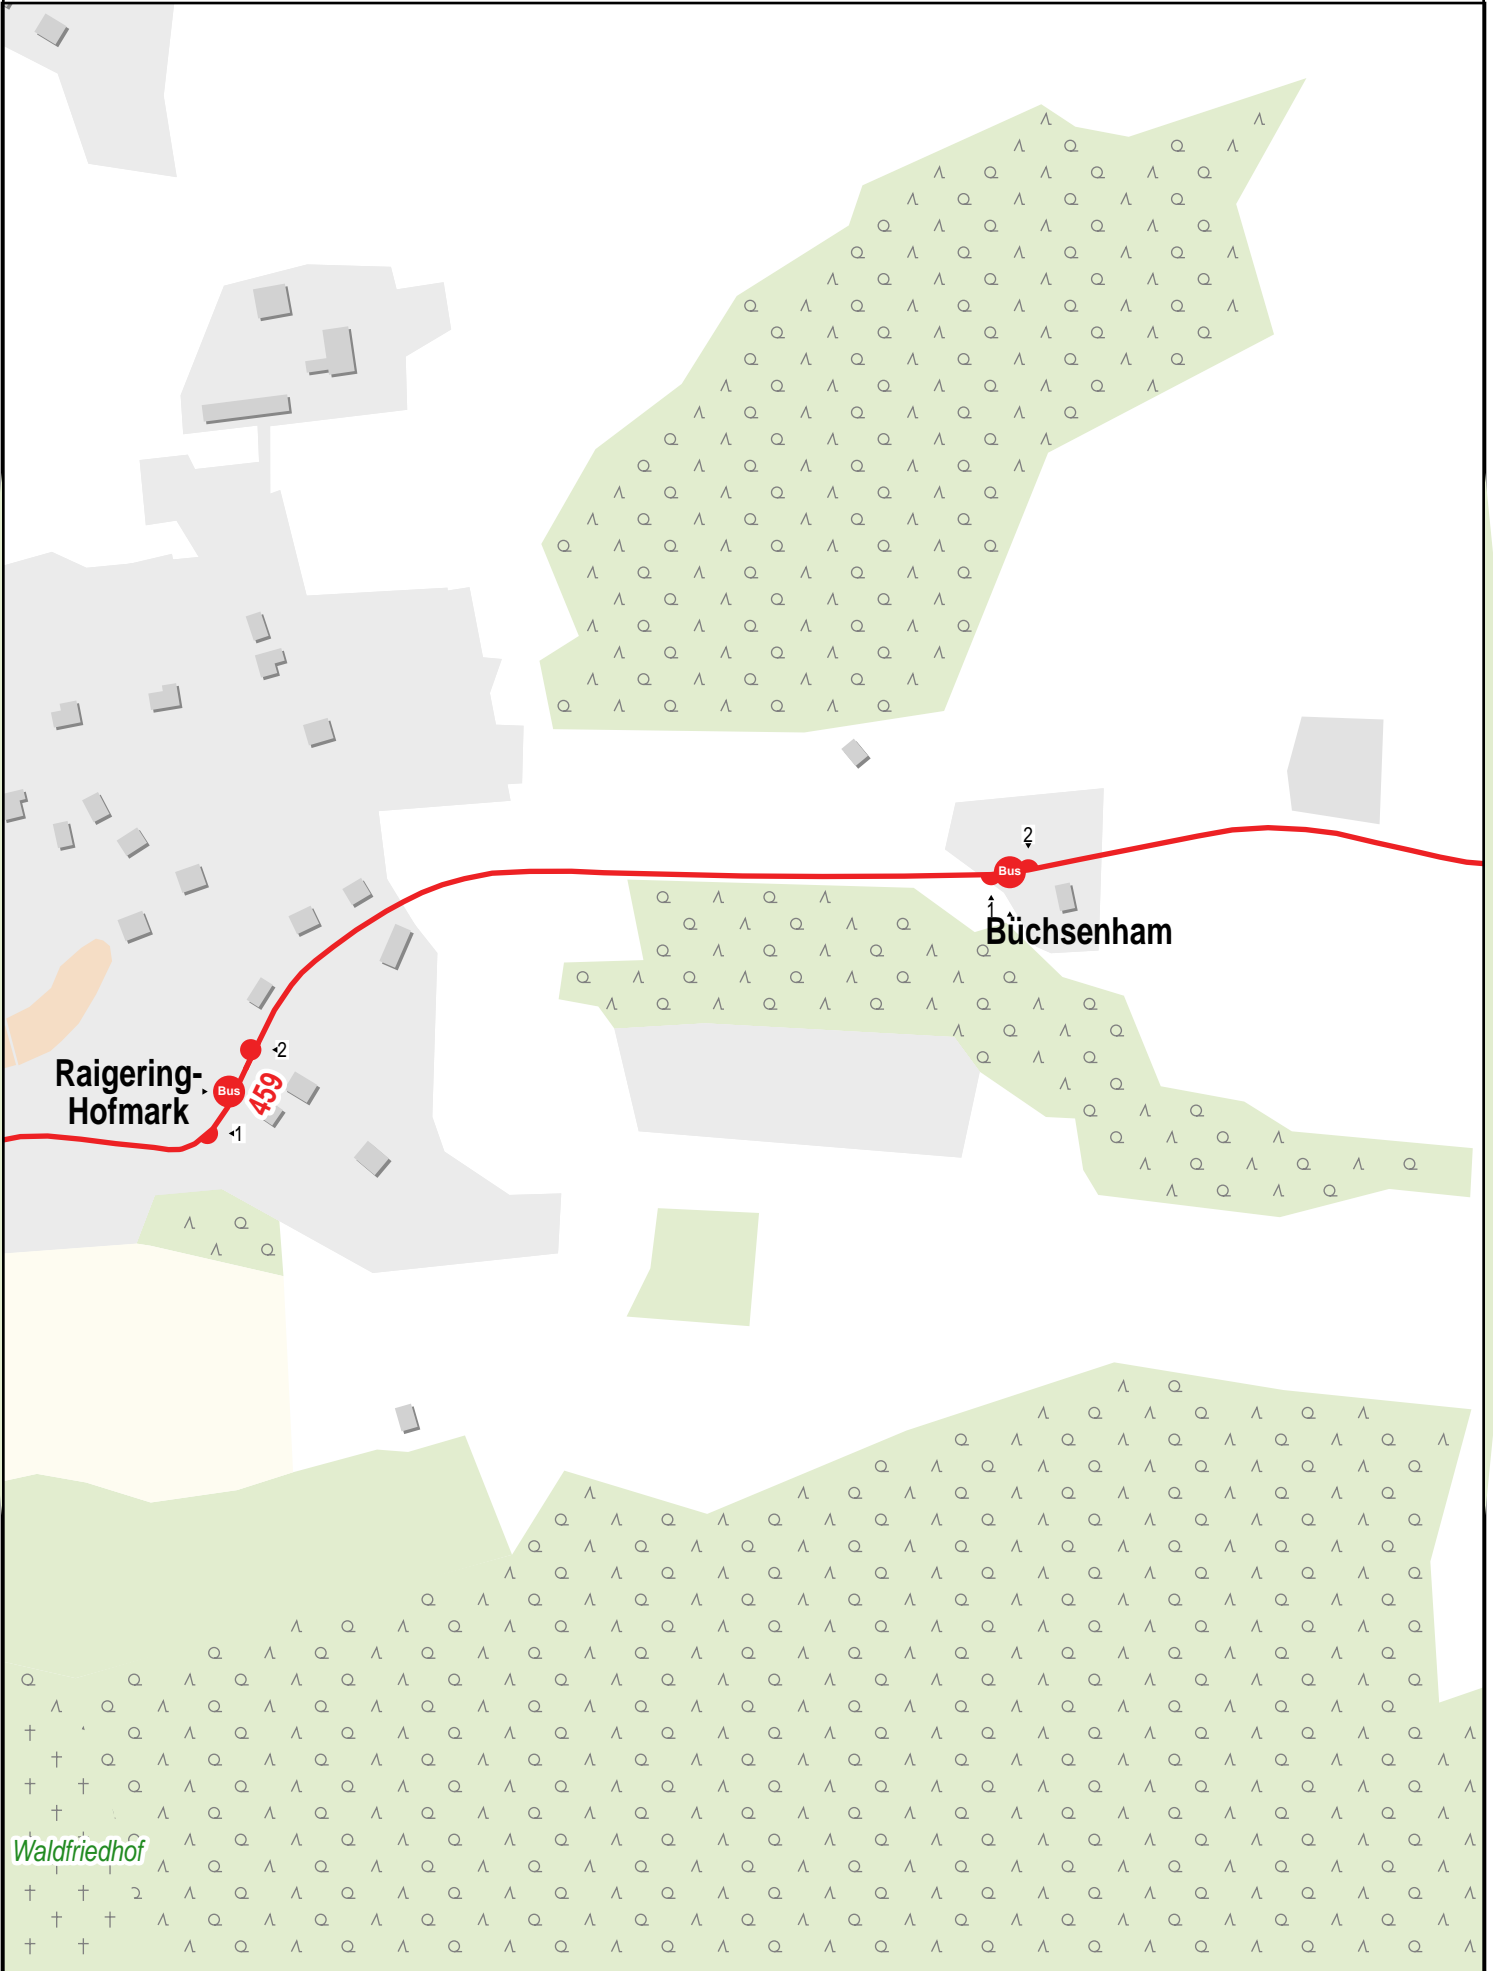 2
Bus
1
Büchsenham
2
Raigering-
Hofmark
Bus
459
1
Waldfriedhof